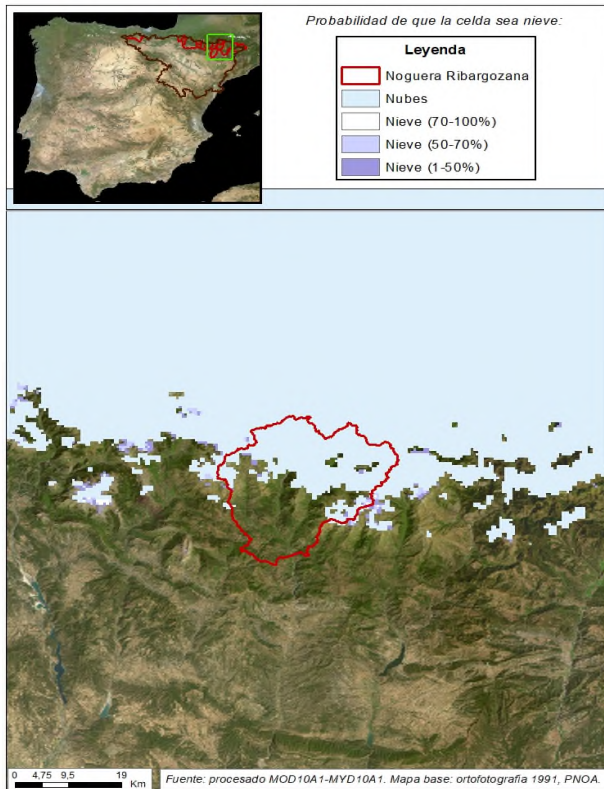 Probabilidad de que la celda sea nieve:
Leyenda
Noguera Ribargozana
Nubes
Nieve (70-100%)
Nieve (50-70%)
Nieve (1-50%)
0 4,75 9,5 19
Km
Fuente: procesado MOD10A1-MYD10A1. Mapa base: ortofotografia 1991, PNOA.